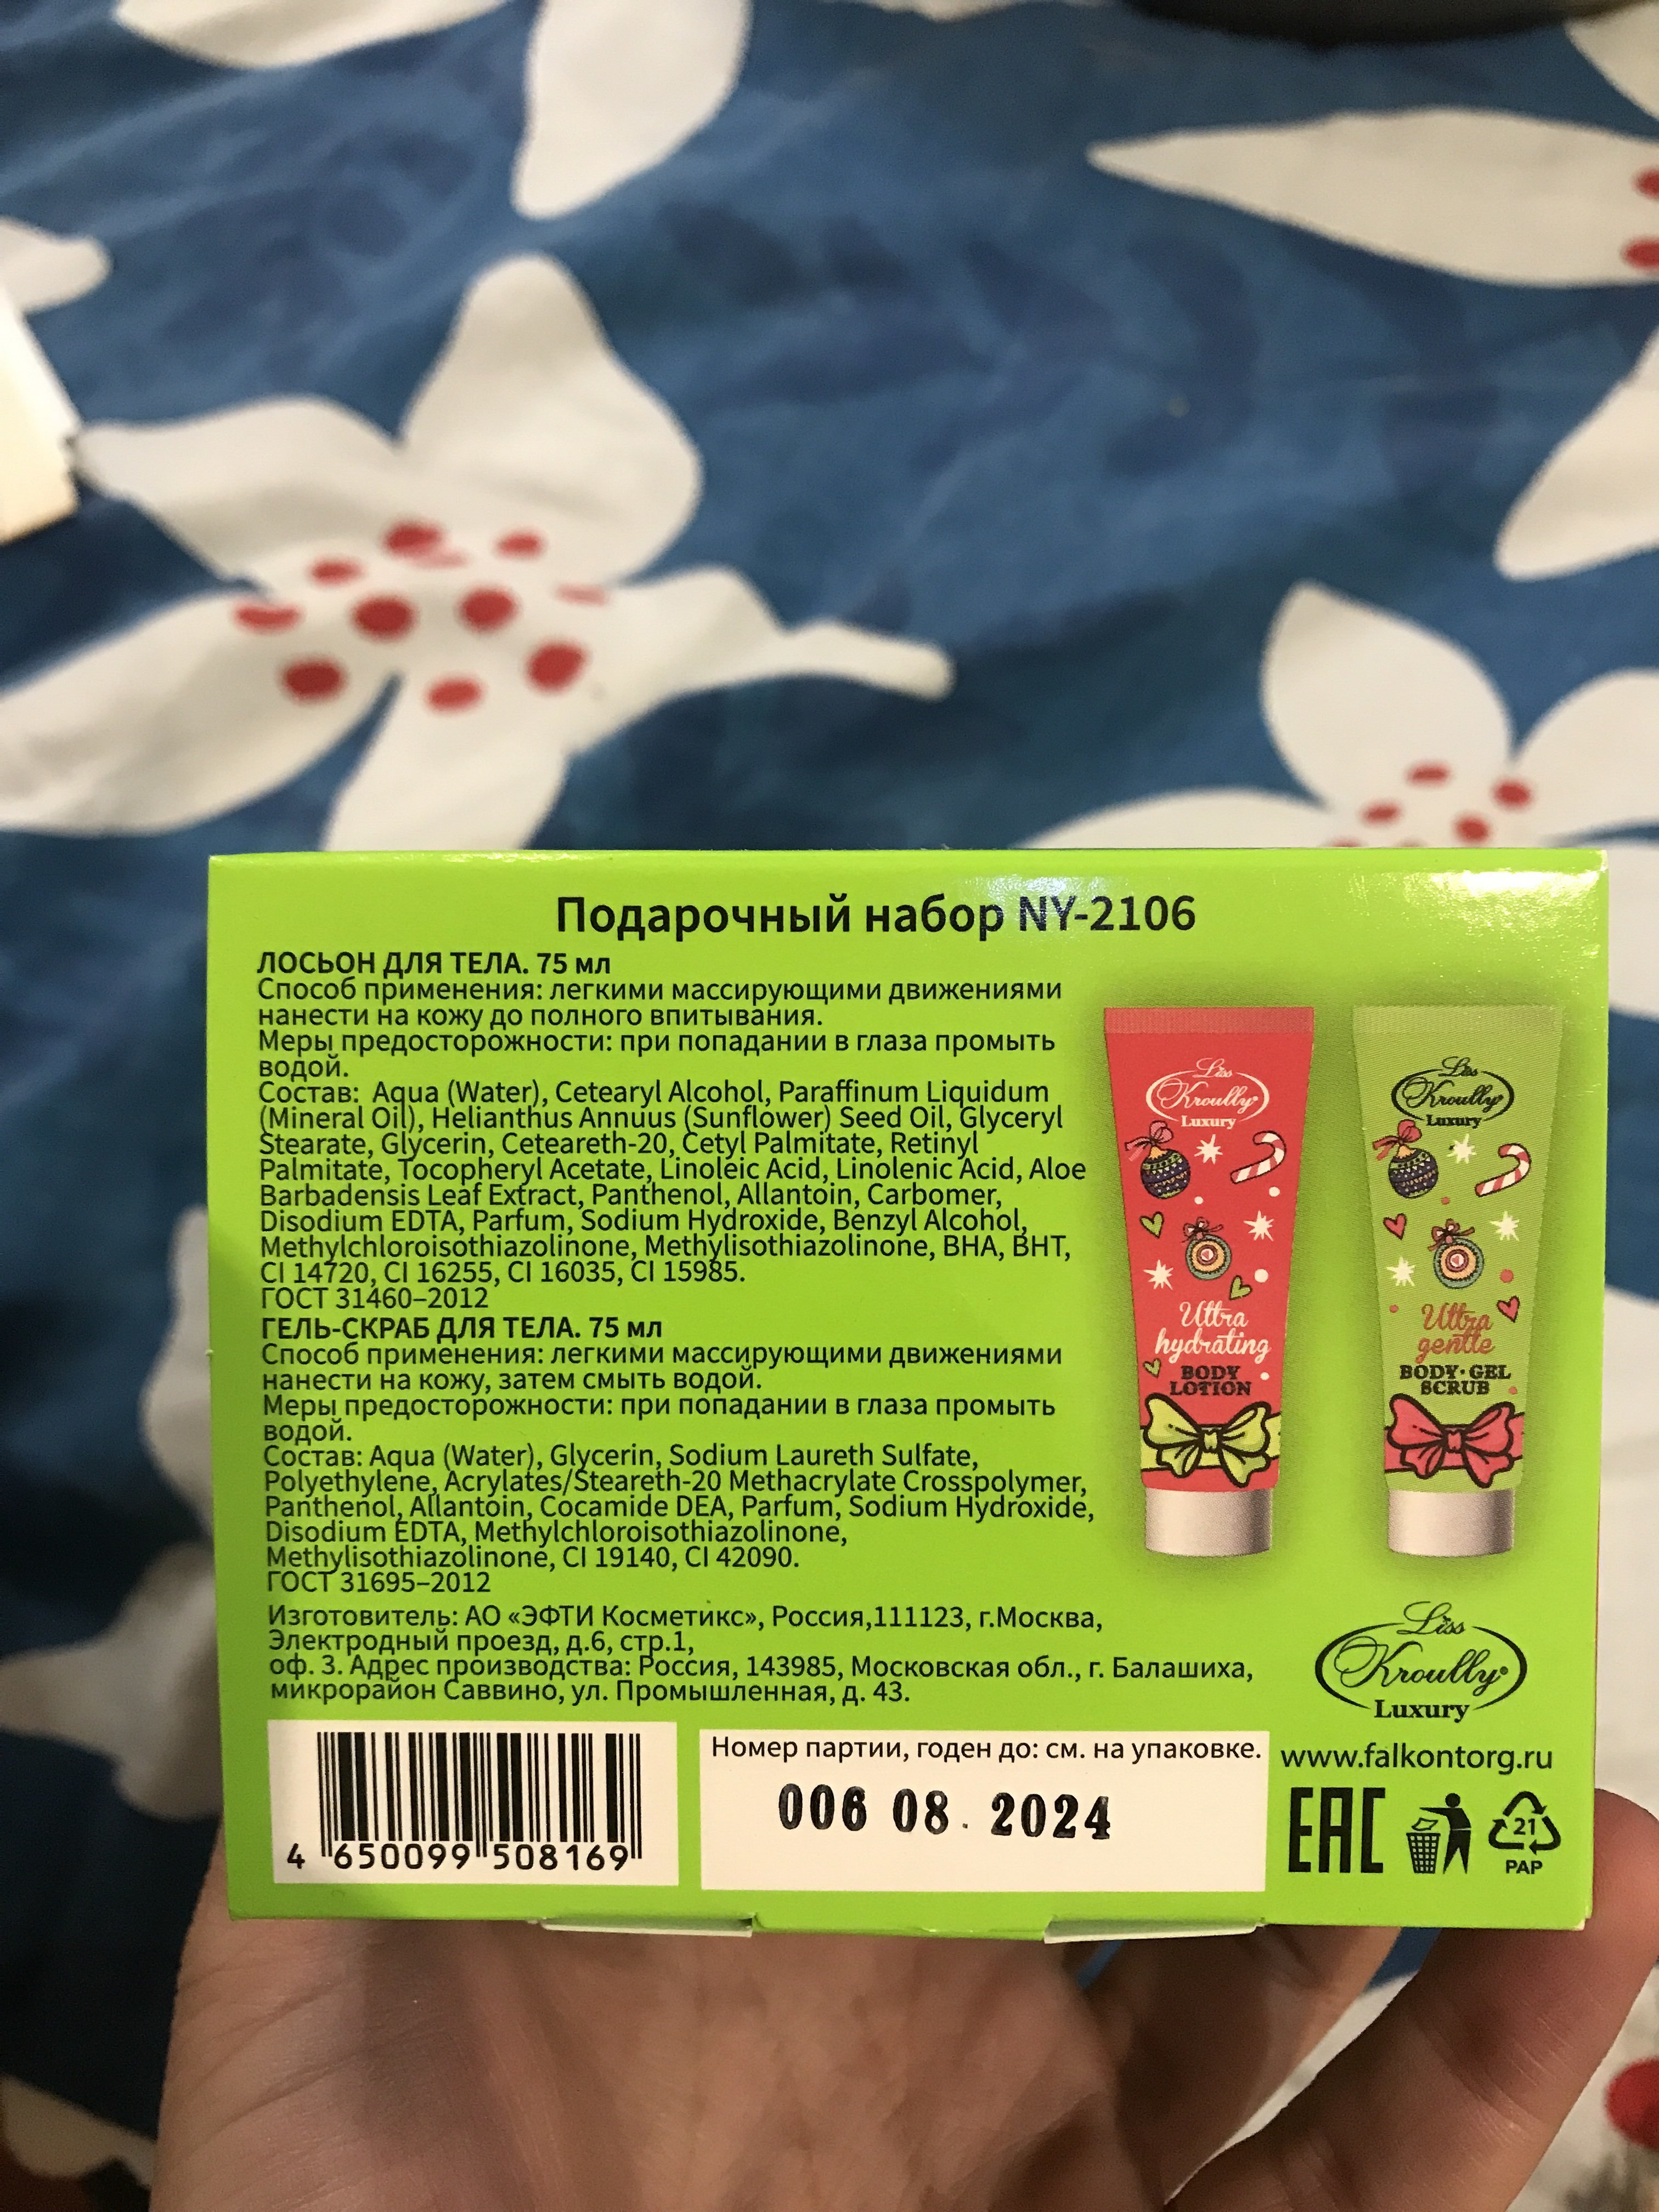 Подарочный набор NY-2106
ЛОСЬОН ДЛЯ ТЕЛА. 75 мл
Способ применения: легкими массирующими движениями
нанести на кожу до полного впитывания.
Меры предосторожности: при попадании в глаза промыть
водой.
Состав: Aqua (Water), Cetearyl Alcohol, Paraffinum Liquidum
(Mineral Oil), Helianthus Annuus (Sunflower) Seed Oil, Glyceryl
Stearate, Glycerin, Ceteareth-20, Cetyl Palmitate, Retinyl
Palmitate, Tocopheryl Acetate, Linoleic Acid, Linolenic Acid, Aloe
Barbadensis Leaf Extract, Panthenol, Allantoin, Carbomer,
Disodium EDTA, Parfum, Sodium Hydroxide, Benzyl Alcohol,
Methylchloroisothiazolinone, Methylisothiazolinone, BHA, BHT,
CI 14720, CI 16255, CI 16035, CI 15985.
ГОСТ 31460–2012
ГЕЛЬ-СКРАБ ДЛЯ ТЕЛА. 75 мл
Способ применения: легкими массирующими движениями
нанести на кожу, затем смыть водой.
Меры предосторожности: при попадании в глаза промыть
водой.
Состав: Aqua (Water), Glycerin, Sodium Laureth Sulfate,
Polyethylene, Acrylates/Steareth-20 Methacrylate Crosspolymer,
Panthenol, Allantoin, Cocamide DEA, Parfum, Sodium Hydroxide,
Disodium EDTA, Methylchloroisothiazolinone,
Methylisothiazolinone, CI 19140, CI 42090.
ГОСТ 31695–2012
Изготовитель: АО «ЭФТИ Косметикс», Россия,111123, г.Москва,
Электродный проезд, д.6, стр.1,
оф. 3. Адрес производства: Россия, 143985, Московская обл., г. Балашиха,
микрорайон Саввино, ул. Промышленная, д. 43.
Liss
Kroully
Luxury
Ultra
hydrating
BODY
LOTION
Liss
Kroully
Luxury
Ultra
gentle
BODY·GEL
SCRUB
Liss
Kroully
Luxury
www.falkontorg.ru
4 650099 508169
Номер партии, годен до: см. на упаковке.
006 08. 2024
EAC
21
PAP